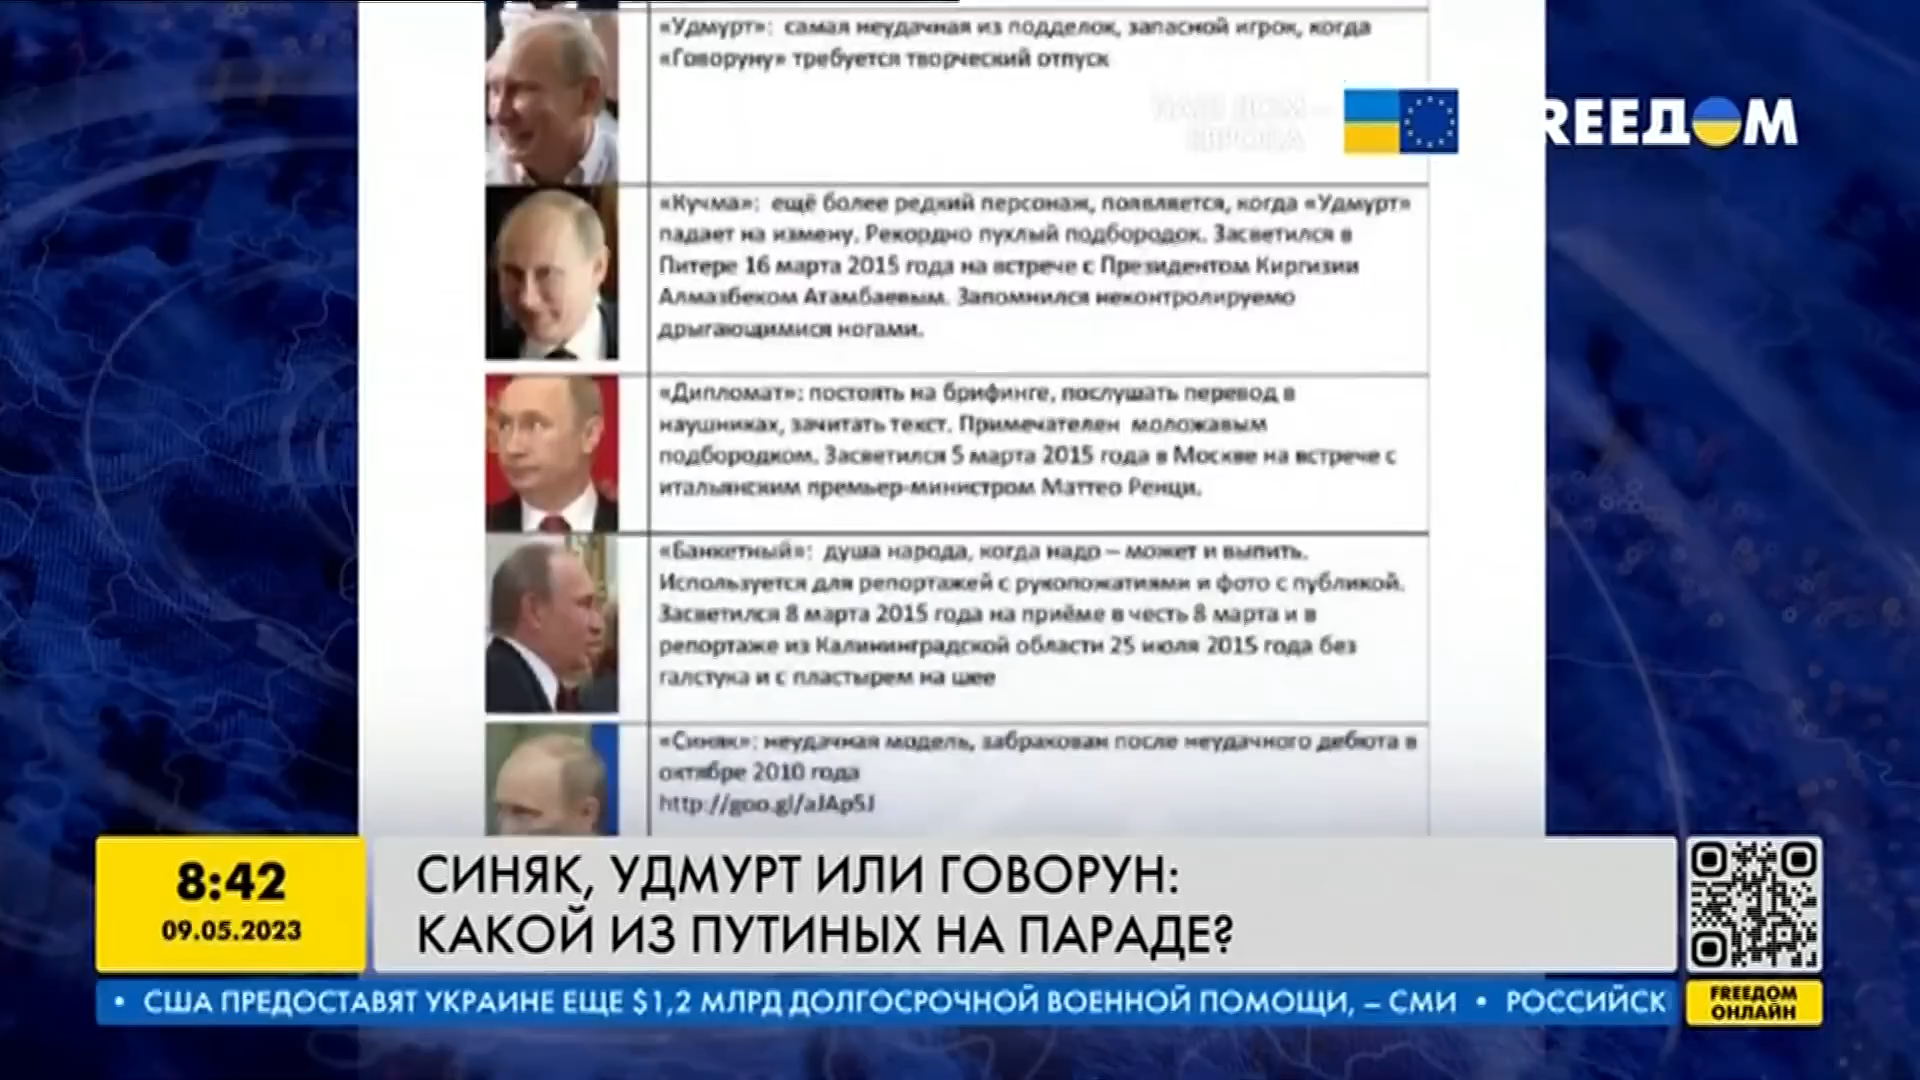 «Удмурт»: самая неудачная из подделок, запасной игрок, когда
«Говоруну» требуется творческий отпуск
НАШ ДОМ –
ЕВРОПА
REEДОМ
«Кучма»: ещё более редкий персонаж, появляется, когда «Удмурт»
падает на измену. Рекордно пухлый подбородок. Засветился в
Питере 16 марта 2015 года на встрече с Президентом Киргизии
Алмазбеком Атамбаевым. Запомнился неконтролируемо
дрыгающимися ногами.
«Дипломат»: постоять на брифинге, послушать перевод в
наушниках, зачитать текст. Примечателен моложавым
подбородком. Засветился 5 марта 2015 года в Москве на встрече с
итальянским премьер-министром Маттео Ренци.
«Банкетный»: душа народа, когда надо – может и выпить.
Используется для репортажей с рукопожатиями и фото с публикой.
Засветился 8 марта 2015 года на приёме в честь 8 марта и в
репортаже из Калининградской области 25 июля 2015 года без
галстука и с пластырем на шее
«Синяк»: неудачная модель, забракован после неудачного дебюта в
октябре 2010 года
http://goo.gl/aJAp5J
8:42
09.05.2023
СИНЯК, УДМУРТ ИЛИ ГОВОРУН:
КАКОЙ ИЗ ПУТИНЫХ НА ПАРАДЕ?
• США ПРЕДОСТАВЯТ УКРАИНЕ ЕЩЕ $1,2 МЛРД ДОЛГОСРОЧНОЙ ВОЕННОЙ ПОМОЩИ, – СМИ • РОССИЙСК
FREEДОМ
ОНЛАЙН